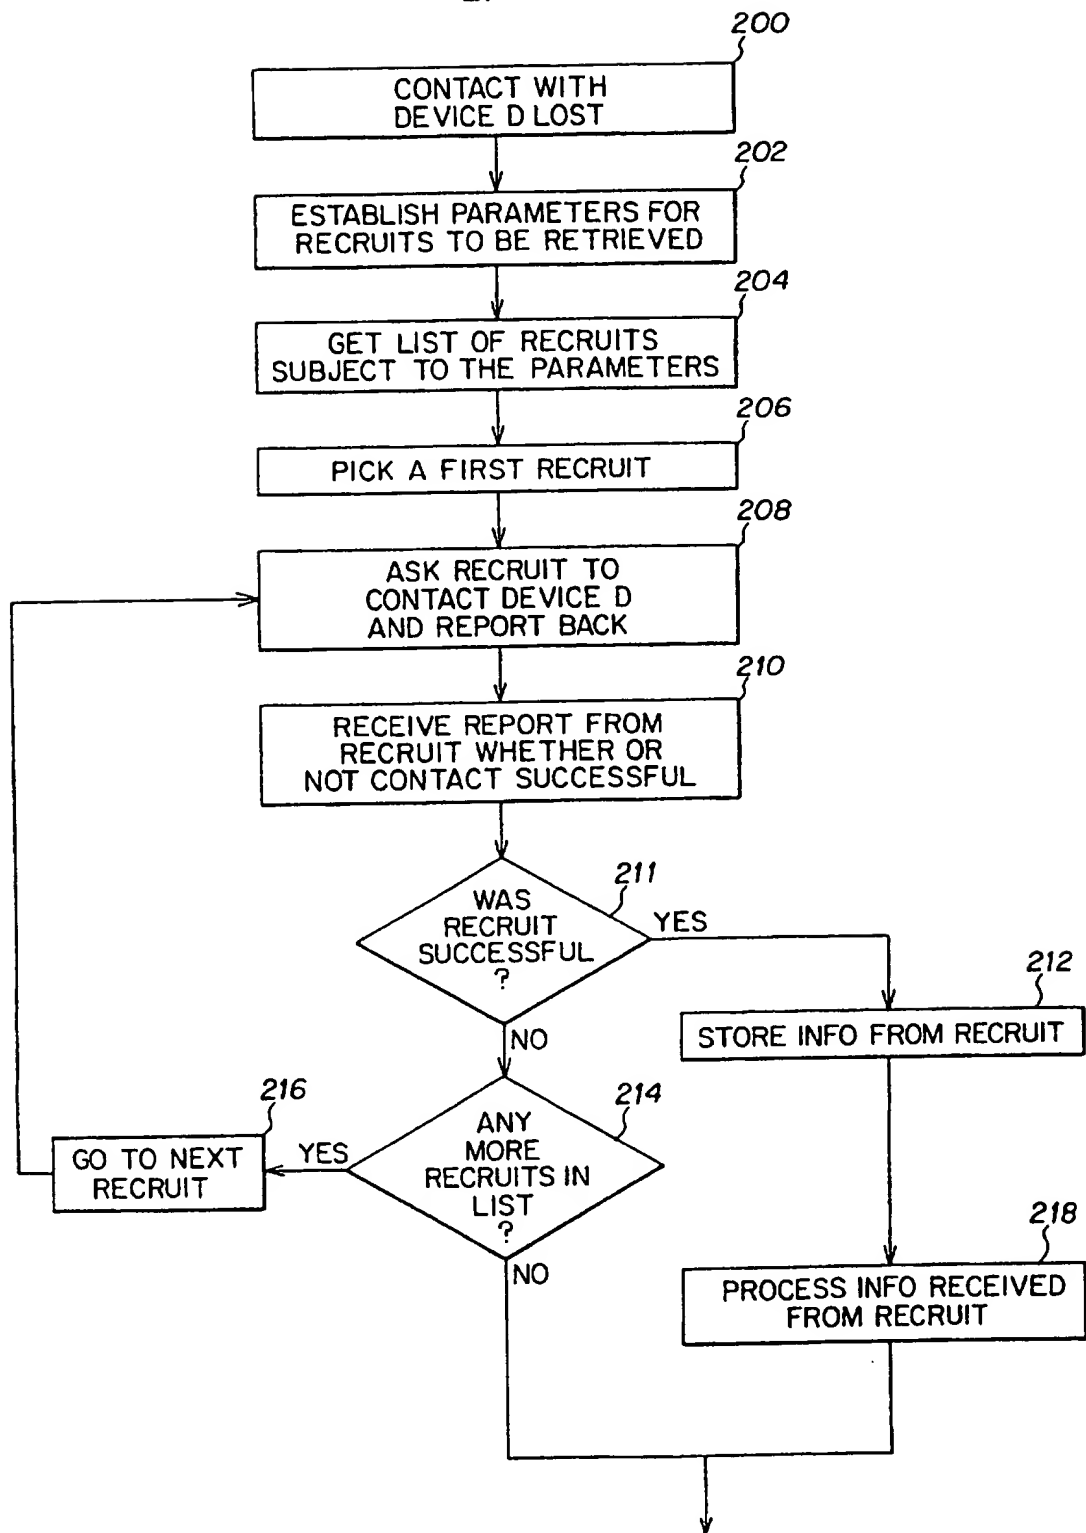 200
CONTACT WITH
DEVICE D LOST
202
ESTABLISH PARAMETERS FOR
RECRUITS TO BE RETRIEVED
204
GET LIST OF RECRUITS
SUBJECT TO THE PARAMETERS
206
PICK A FIRST RECRUIT
208
ASK RECRUIT TO
CONTACT DEVICE D
AND REPORT BACK
210
RECEIVE REPORT FROM
RECRUIT WHETHER OR
NOT CONTACT SUCCESSFUL
211
WAS
RECRUIT
SUCCESSFUL
?
YES
NO
212
STORE INFO FROM RECRUIT
214
ANY
MORE
RECRUITS IN
LIST
?
YES
NO
216
GO TO NEXT
RECRUIT
218
PROCESS INFO RECEIVED
FROM RECRUIT